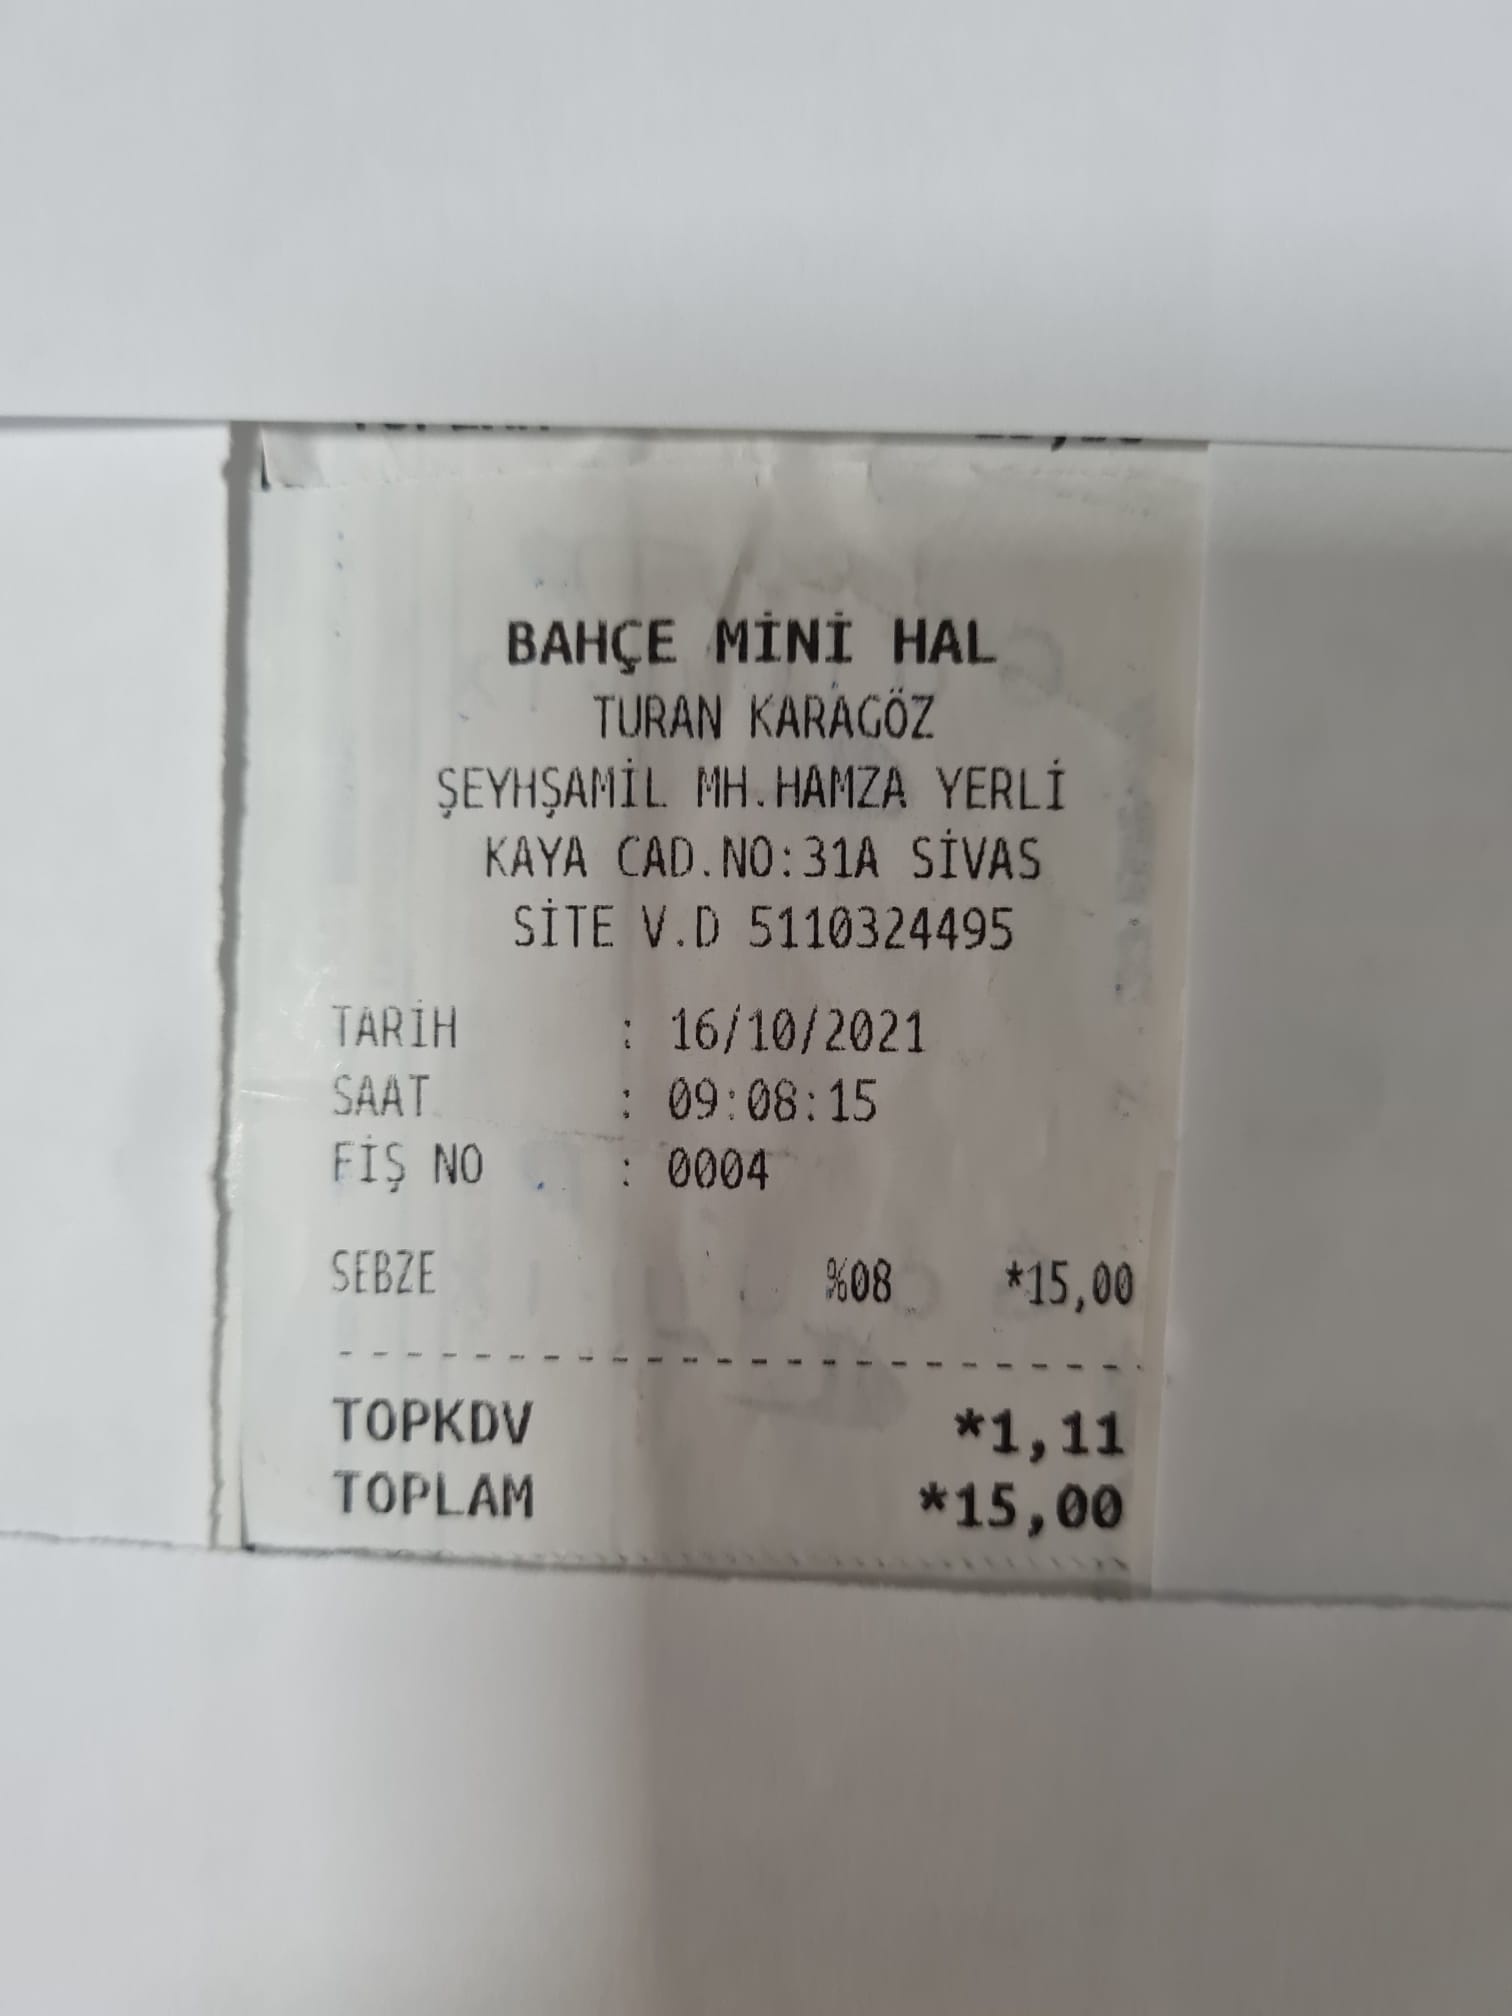 BAHÇE MİNİ HAL
TURAN KARAGÖZ
ŞEYHŞAMİL MH.HAMZA YERLİ
KAYA CAD.NO:31A SİVAS
SİTE V.D 5110324495
TARİH : 16/10/2021
SAAT : 09:08:15
FİŞ NO : 0004
SEBZE %08 *15,00
TOPKDV *1,11
TOPLAM *15,00